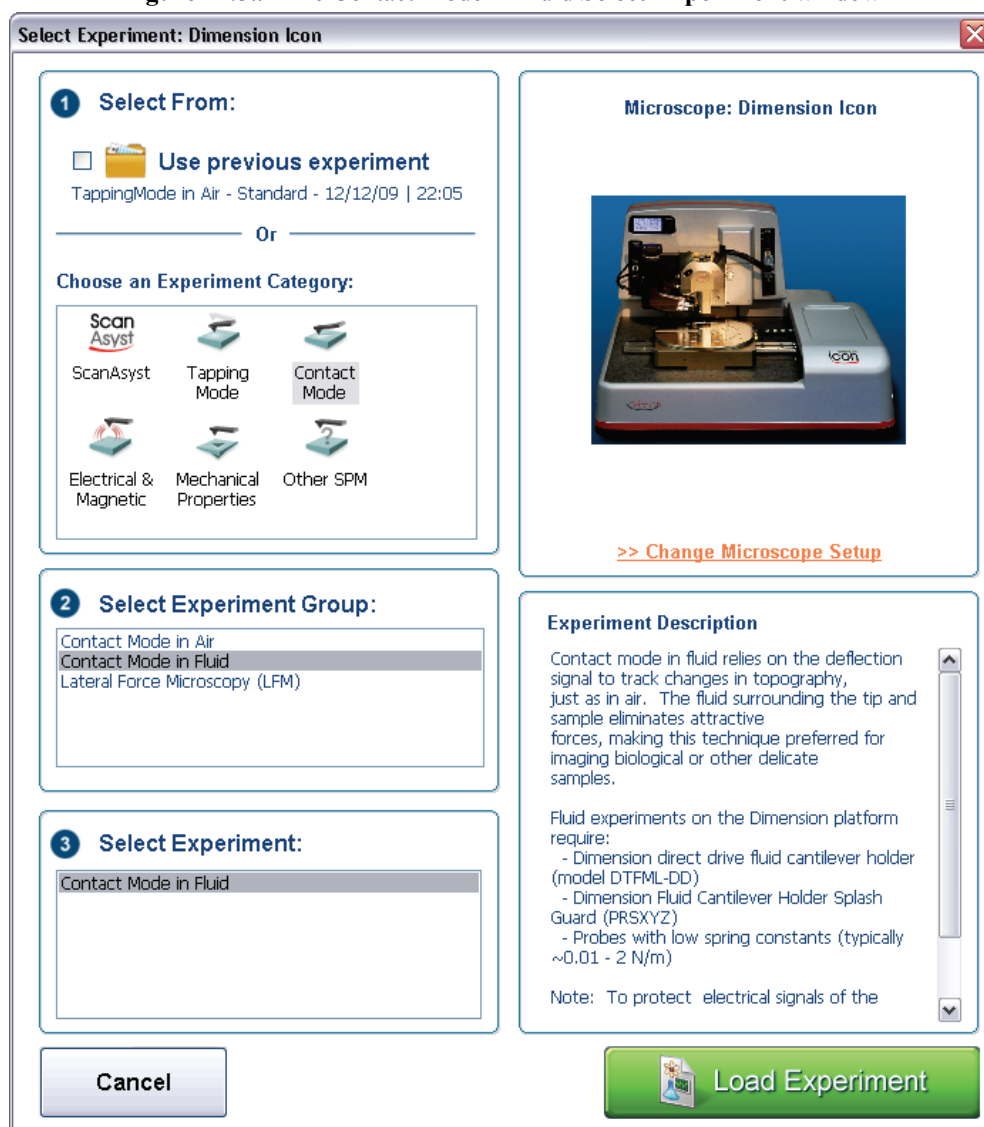 Select Experiment: Dimension Icon
1 Select From:
Use previous experiment
TappingMode in Air - Standard - 12/12/09 | 22:05
Or
Choose an Experiment Category:
Scan
Asyst
ScanAsyst
Tapping
Mode
Contact
Mode
Electrical &
Magnetic
Mechanical
Properties
?
Other SPM
2 Select Experiment Group:
Contact Mode in Air
Contact Mode in Fluid
Lateral Force Microscopy (LFM)
3 Select Experiment:
Contact Mode in Fluid
Cancel
Microscope: Dimension Icon
icon
>> Change Microscope Setup
Experiment Description
Contact mode in fluid relies on the deflection
signal to track changes in topography,
just as in air. The fluid surrounding the tip and
sample eliminates attractive
forces, making this technique preferred for
imaging biological or other delicate
samples.
Fluid experiments on the Dimension platform
require:
- Dimension direct drive fluid cantilever holder
(model DTFML-DD)
- Dimension Fluid Cantilever Holder Splash
Guard (PRSXYZ)
- Probes with low spring constants (typically
~0.01 - 2 N/m)
Note: To protect electrical signals of the
Load Experiment